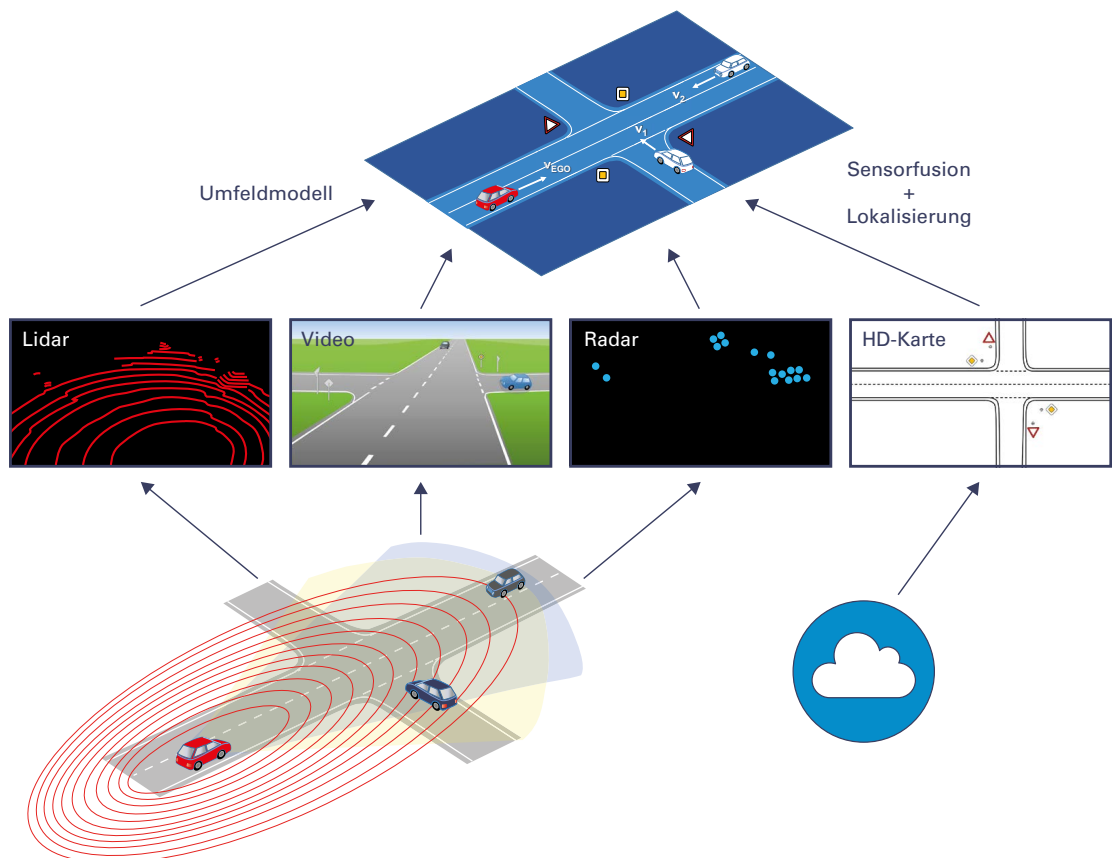 v₂
v₁
vEGO
Umfeldmodell
Sensorfusion
+
Lokalisierung
Lidar
Video
Radar
HD-Karte